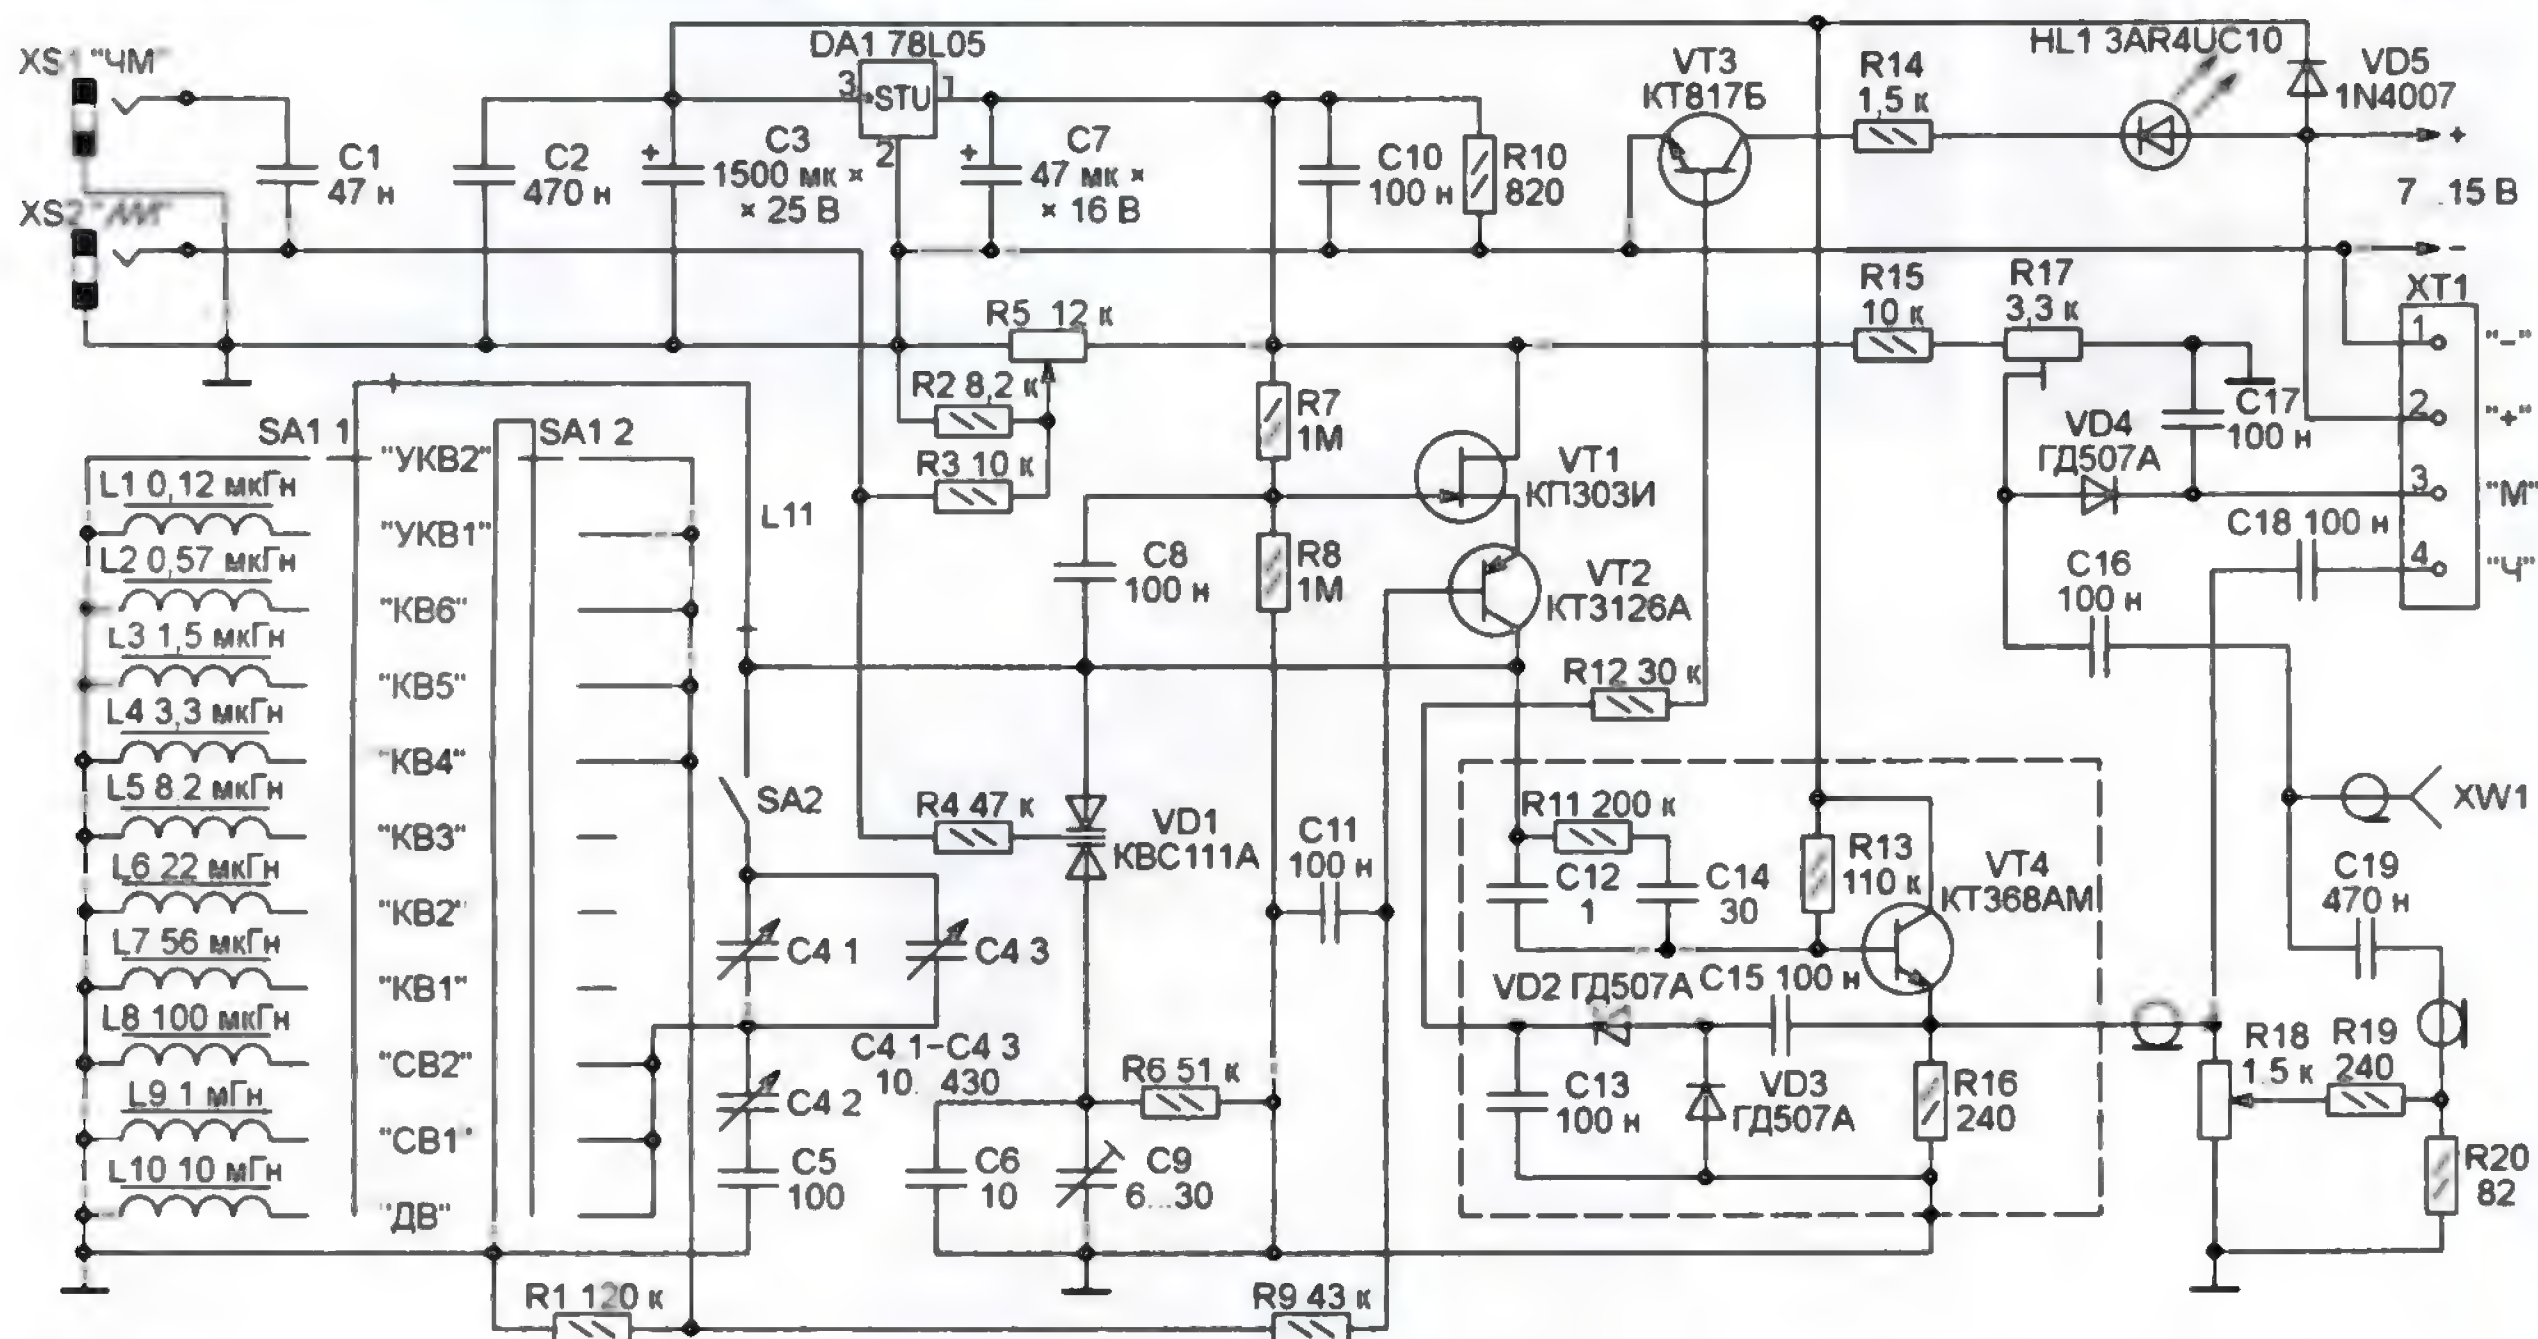 XS1 "ЧМ"
DA1 78L05
3
STU
1
2
HL1 3AR4UC10
VD5
1N4007
VT3
КТ817Б
R14
1,5 к
C1
47 н
C2
470 н
C3
1500 мк ×
× 25 В
C7
47 мк ×
× 16 В
C10
100 н
R10
820
+
7...15 В
-
XS2
R5 12 к
R15
10 к
R17
3,3 к
XT1
1
"–"
2
"+"
3
"М"
4
"Ч"
R2 8,2 к
R3 10 к
R7
1М
VT1
КП303И
VD4
ГД507А
C17
100 н
C18 100 н
SA1 1
SA1 2
"УКВ2"
L1 0,12 мкГн
"УКВ1"
L11
L2 0,57 мкГн
C8
100 н
R8
1М
VT2
КТ3126А
C16
100 н
"КВ6"
L3 1,5 мкГн
"КВ5"
R12 30 к
L4 3,3 мкГн
"КВ4"
L5 8 2 мкГн
SA2
R4 47 к
VD1
КВС111А
C11
100 н
R11 200 к
R13
110 к
VT4
КТ368АМ
XW1
"КВ3"
L6 22 мкГн
C12
1
C14
30
C19
470 н
"КВ2"
L7 56 мкГн
C4 1
C4 3
"КВ1"
VD2 ГД507А
C15 100 н
L8 100 мкГн
C4 1–C4 3
10...430
R6 51 к
"СВ2"
C4 2
C13
100 н
VD3
ГД507А
R16
240
R18
1 5 к
R19
240
L9 1 мГн
"СВ1"
L10 10 мГн
C5
100
C6
10
C9
6...30
R20
82
"ДВ"
R1 120 к
R9 43 к